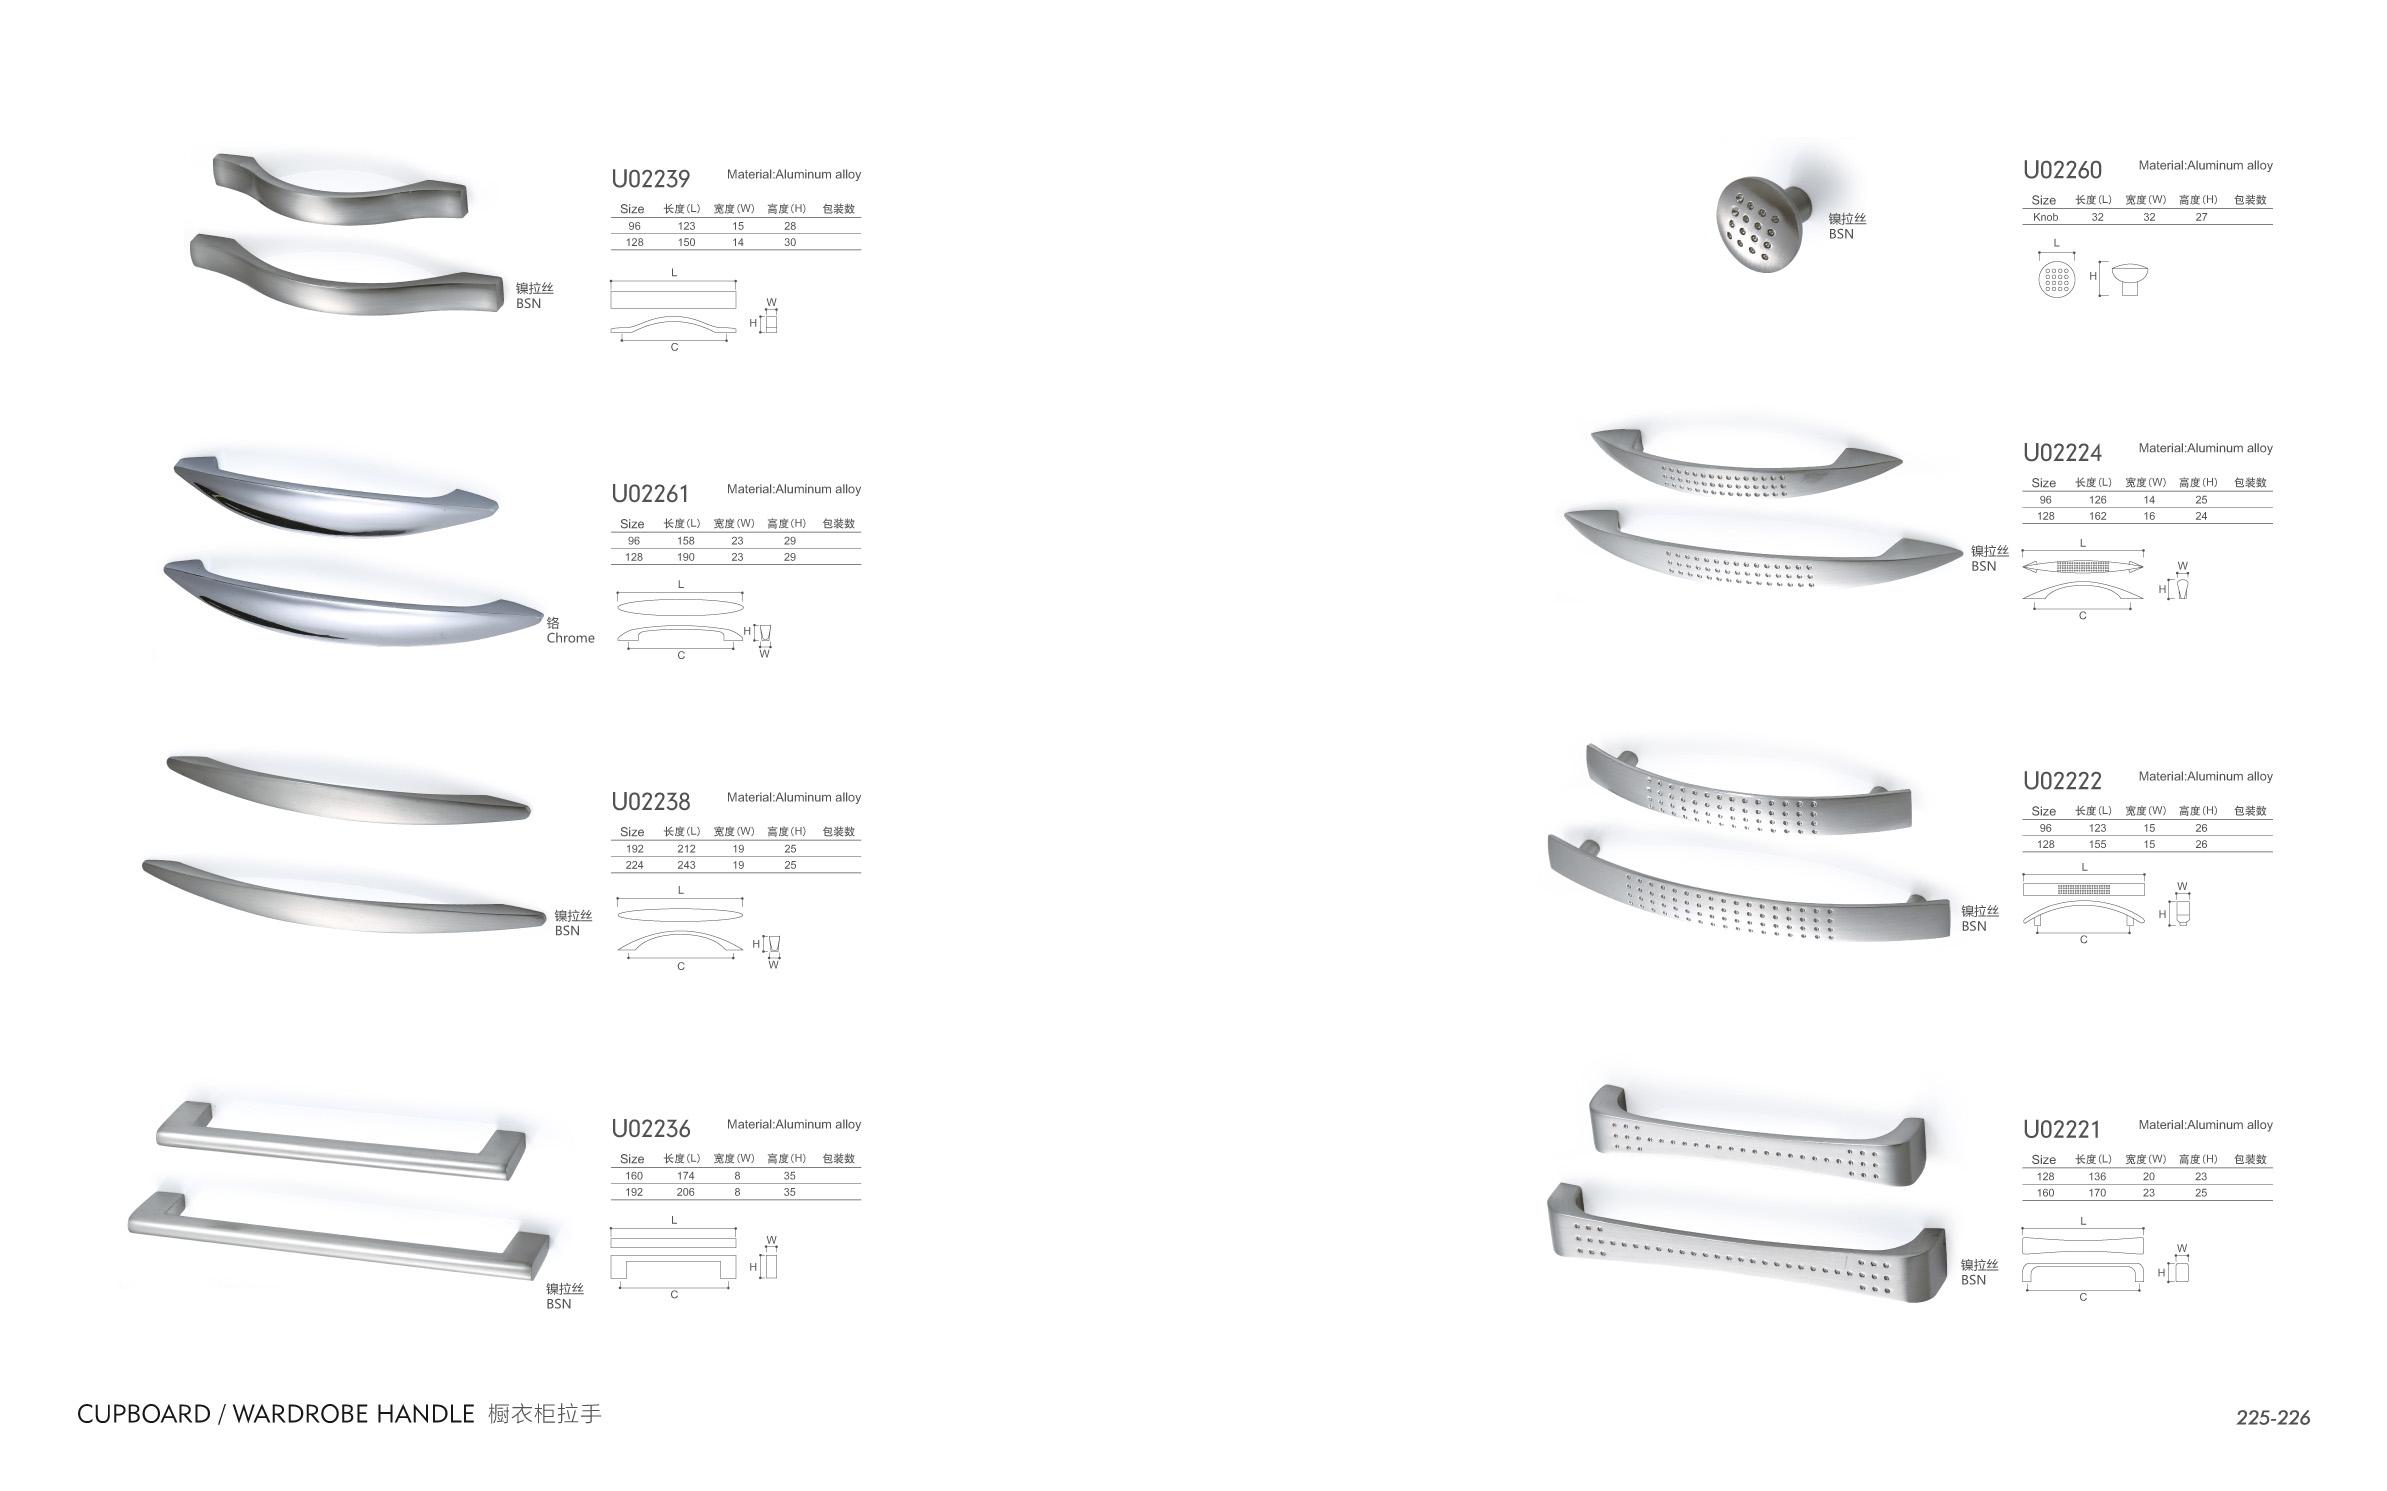 U02239 Material:Aluminum alloy
Size 长度(L) 宽度(W) 高度(H) 包装数
96 123 15 28
128 150 14 30
镍拉丝
BSN
L
W
H
C
U02261 Material:Aluminum alloy
Size 长度(L) 宽度(W) 高度(H) 包装数
96 158 23 29
128 190 23 29
铬
Chrome
L
H
W
C
U02238 Material:Aluminum alloy
Size 长度(L) 宽度(W) 高度(H) 包装数
192 212 19 25
224 243 19 25
镍拉丝
BSN
L
H
W
C
U02236 Material:Aluminum alloy
Size 长度(L) 宽度(W) 高度(H) 包装数
160 174 8 35
192 206 8 35
镍拉丝
BSN
L
W
H
C
U02260 Material:Aluminum alloy
Size 长度(L) 宽度(W) 高度(H) 包装数
Knob 32 32 27
镍拉丝
BSN
L
H
U02224 Material:Aluminum alloy
Size 长度(L) 宽度(W) 高度(H) 包装数
96 126 14 25
128 162 16 24
镍拉丝
BSN
L
W
H
C
U02222 Material:Aluminum alloy
Size 长度(L) 宽度(W) 高度(H) 包装数
96 123 15 26
128 155 15 26
镍拉丝
BSN
L
W
H
C
U02221 Material:Aluminum alloy
Size 长度(L) 宽度(W) 高度(H) 包装数
128 136 20 23
160 170 23 25
镍拉丝
BSN
L
W
H
C
CUPBOARD / WARDROBE HANDLE 橱衣柜拉手
225-226